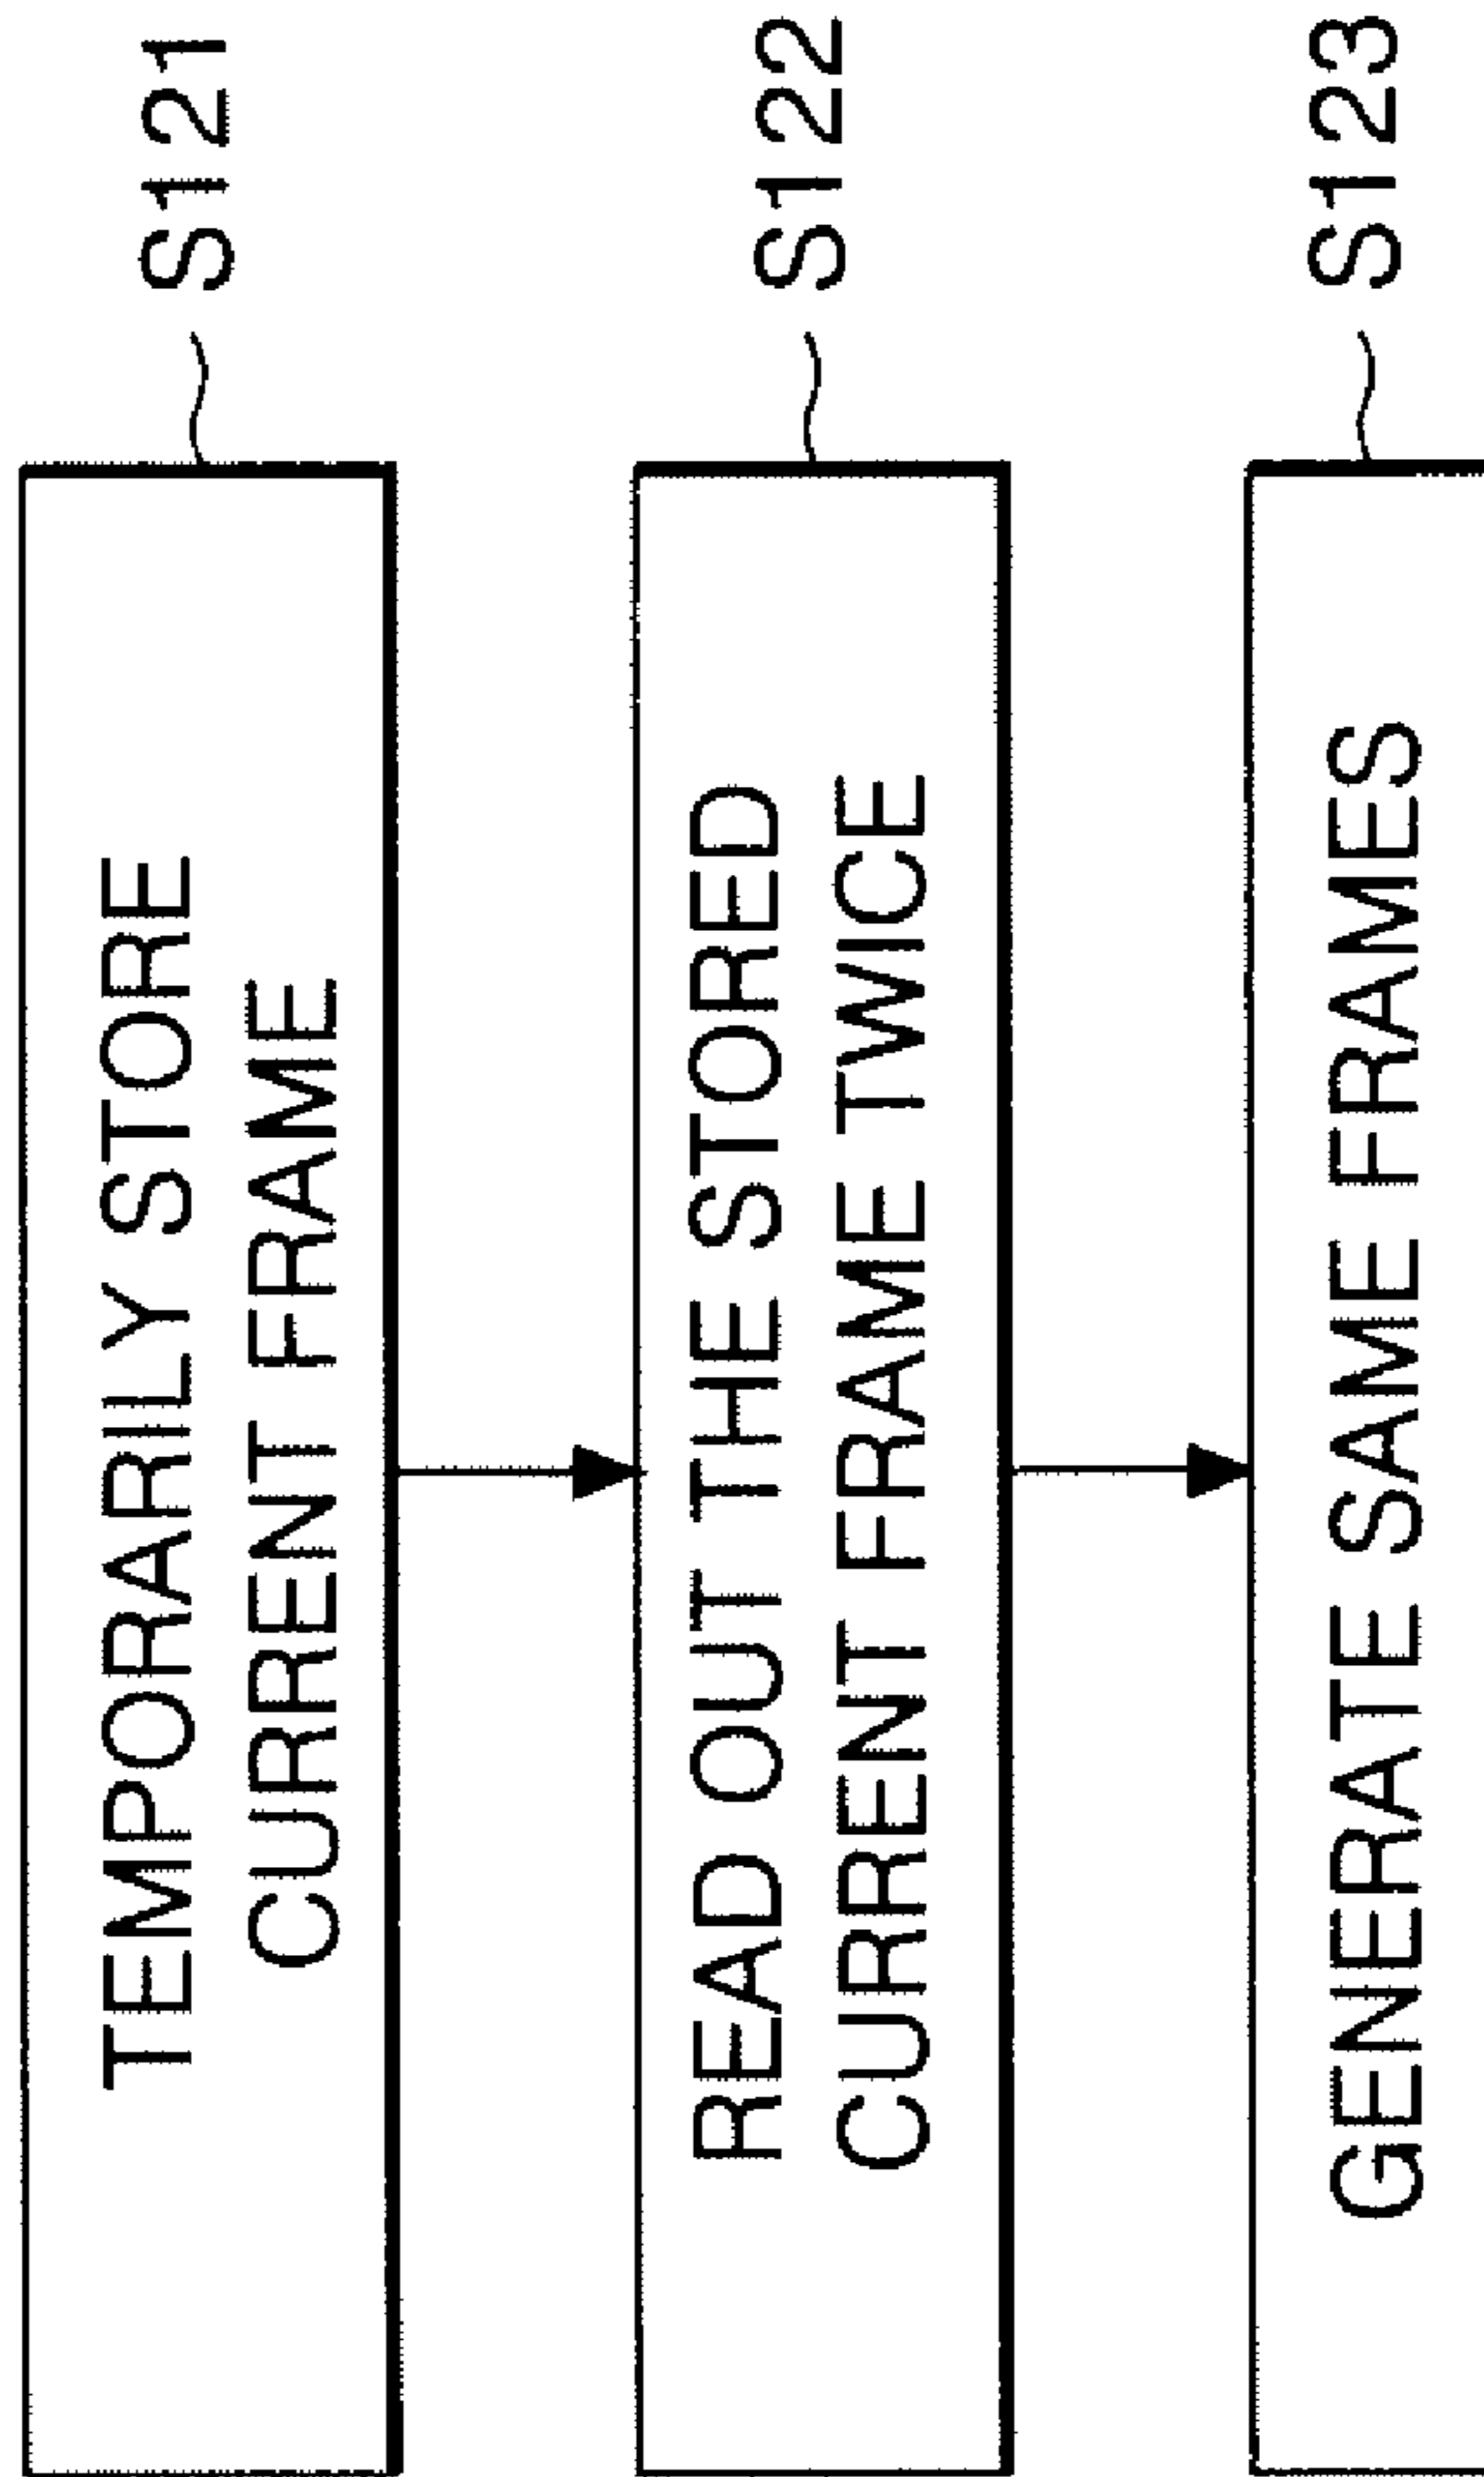 TEMPORARILY STORE
CURRENT FRAME
S121
READ OUT THE STORED
CURRENT FRAME TWICE
S122
GENERATE SAME FRAMES
S123